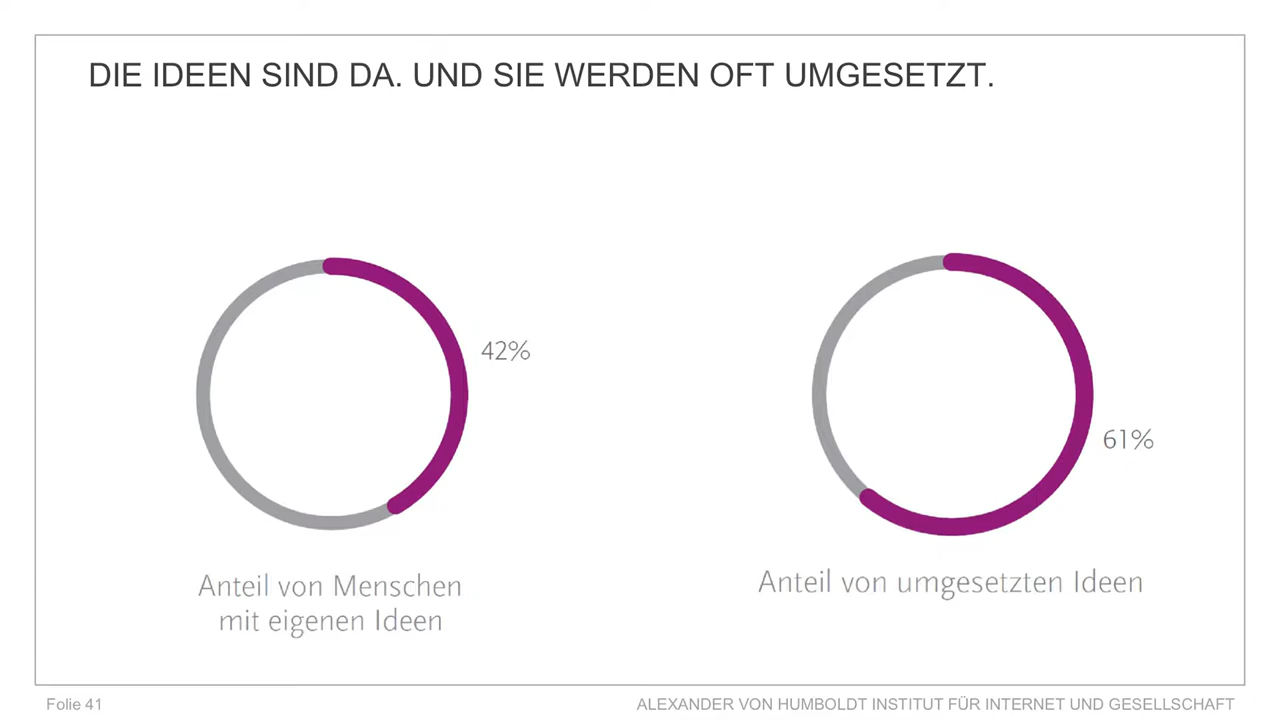 DIE IDEEN SIND DA. UND SIE WERDEN OFT UMGESETZT.
42%
61%
Anteil von Menschen
mit eigenen Ideen
Anteil von umgesetzten Ideen
Folie 41
ALEXANDER VON HUMBOLDT INSTITUT FÜR INTERNET UND GESELLSCHAFT